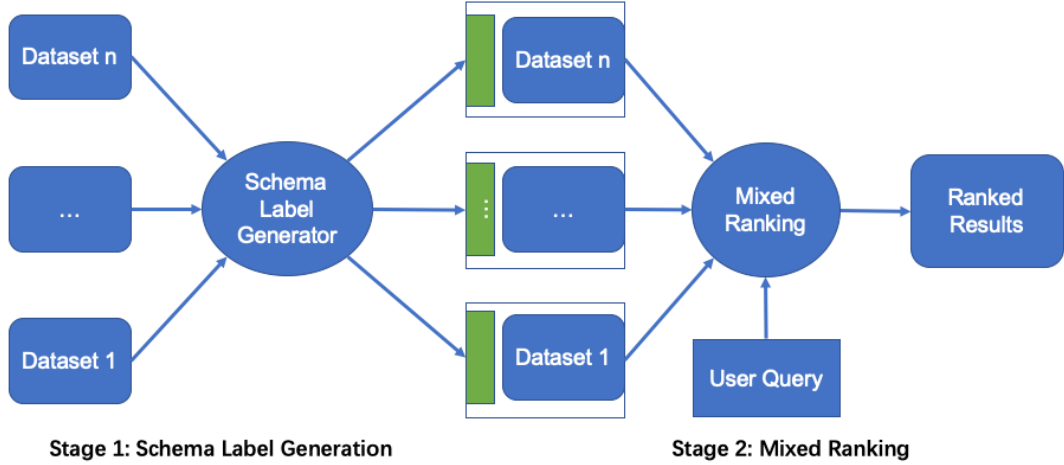 Dataset n
...
Dataset 1
Schema
Label
Generator
Dataset n
...
...
Dataset 1
Mixed
Ranking
User Query
Ranked
Results
Stage 1: Schema Label Generation
Stage 2: Mixed Ranking